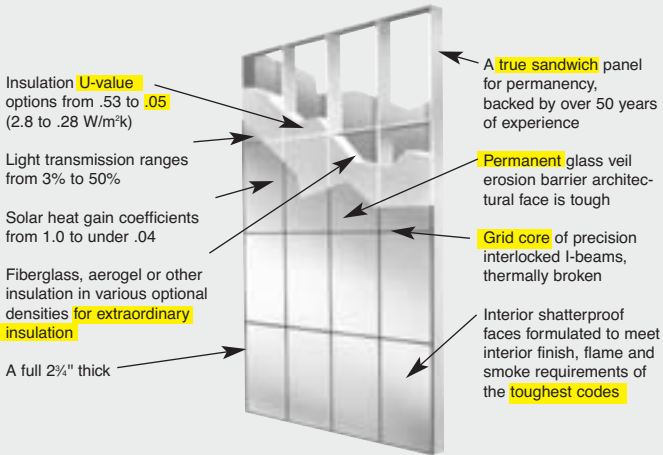 Insulation U-value
options from .53 to .05
(2.8 to .28 W/m²k)
Light transmission ranges
from 3% to 50%
Solar heat gain coefficients
from 1.0 to under .04
Fiberglass, aerogel or other
insulation in various optional
densities for extraordinary
insulation
A full 2¾" thick
A true sandwich panel
for permanency,
backed by over 50 years
of experience
Permanent glass veil
erosion barrier architec-
tural face is tough
Grid core of precision
interlocked I-beams,
thermally broken
Interior shatterproof
faces formulated to meet
interior finish, flame and
smoke requirements of
the toughest codes